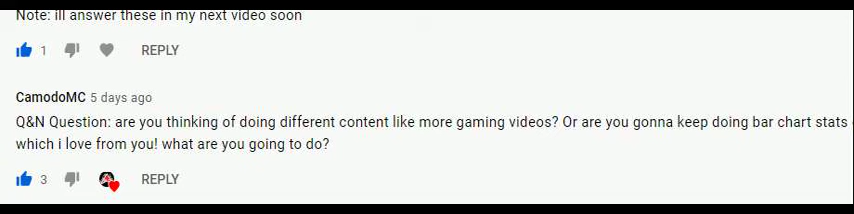 Note: ill answer these in my next video soon
1 REPLY
CamodoMC 5 days ago
Q&N Question: are you thinking of doing different content like more gaming videos? Or are you gonna keep doing bar chart stats
which i love from you! what are you going to do?
3 REPLY